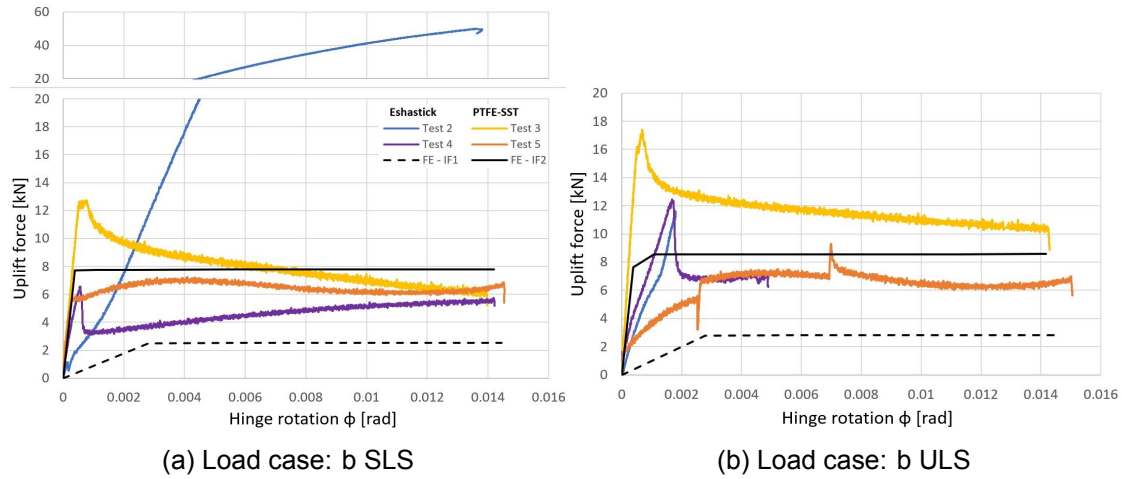 60
40
20
20
18
16
14
12
10
8
6
4
2
0
Uplift force [kN]
Eshastick PTFE-SST
Test 2 Test 3
Test 4 Test 5
FE - IF1 FE - IF2
0 0.002 0.004 0.006 0.008 0.01 0.012 0.014 0.016
Hinge rotation ϕ [rad]
(a) Load case: b SLS
20
18
16
14
12
10
8
6
4
2
0
Uplift force [kN]
0 0.002 0.004 0.006 0.008 0.01 0.012 0.014 0.016
Hinge rotation ϕ [rad]
(b) Load case: b ULS